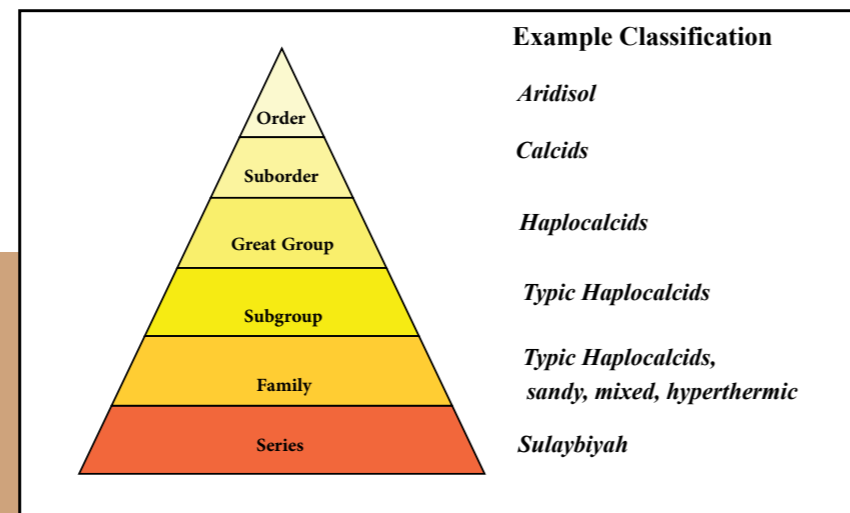 Example Classification
Order
Aridisol
Suborder
Calcids
Great Group
Haplocalcids
Subgroup
Typic Haplocalcids
Family
Typic Haplocalcids,
sandy, mixed, hyperthermic
Series
Sulaybiyah